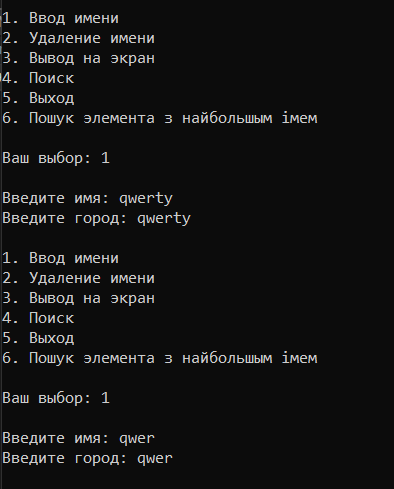 1. Ввод имени
2. Удаление имени
3. Вывод на экран
4. Поиск
5. Выход
6. Пошук элемента з найбольшым імем
Ваш выбор: 1
Введите имя: qwerty
Введите город: qwerty
1. Ввод имени
2. Удаление имени
3. Вывод на экран
4. Поиск
5. Выход
6. Пошук элемента з найбольшым імем
Ваш выбор: 1
Введите имя: qwer
Введите город: qwer